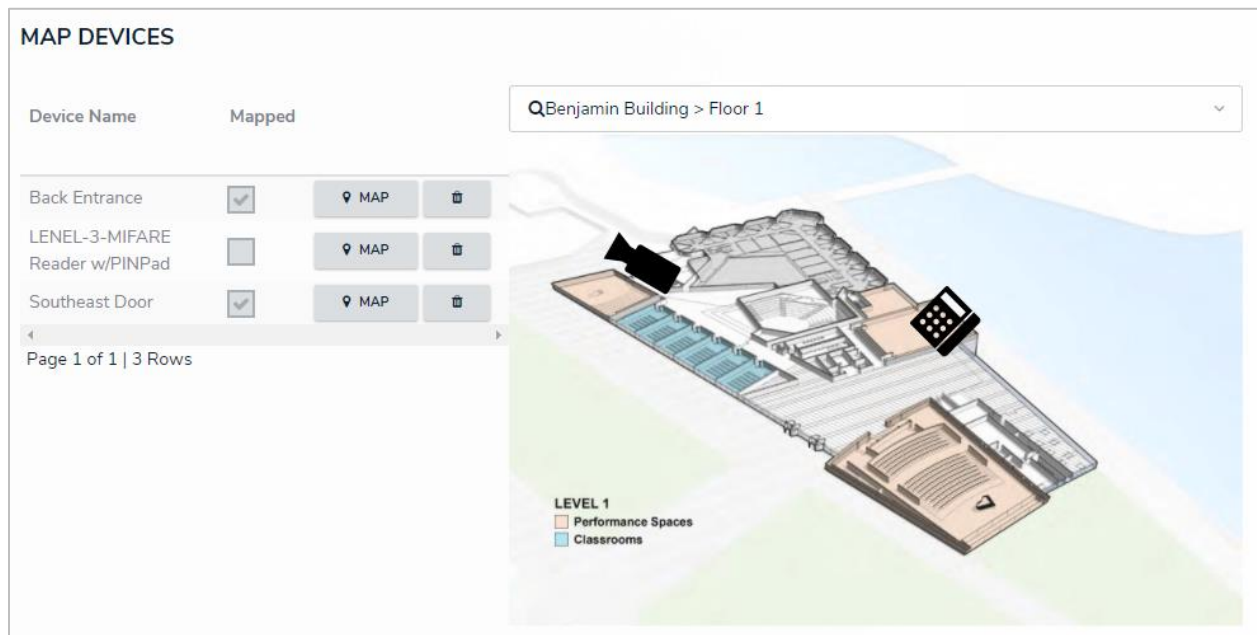 MAP DEVICES
Device Name Mapped
Back Entrance MAP
LENEL-3-MIFARE
Reader w/PINPad MAP
Southeast Door MAP
Page 1 of 1 | 3 Rows
Benjamin Building > Floor 1
LEVEL 1
Performance Spaces
Classrooms